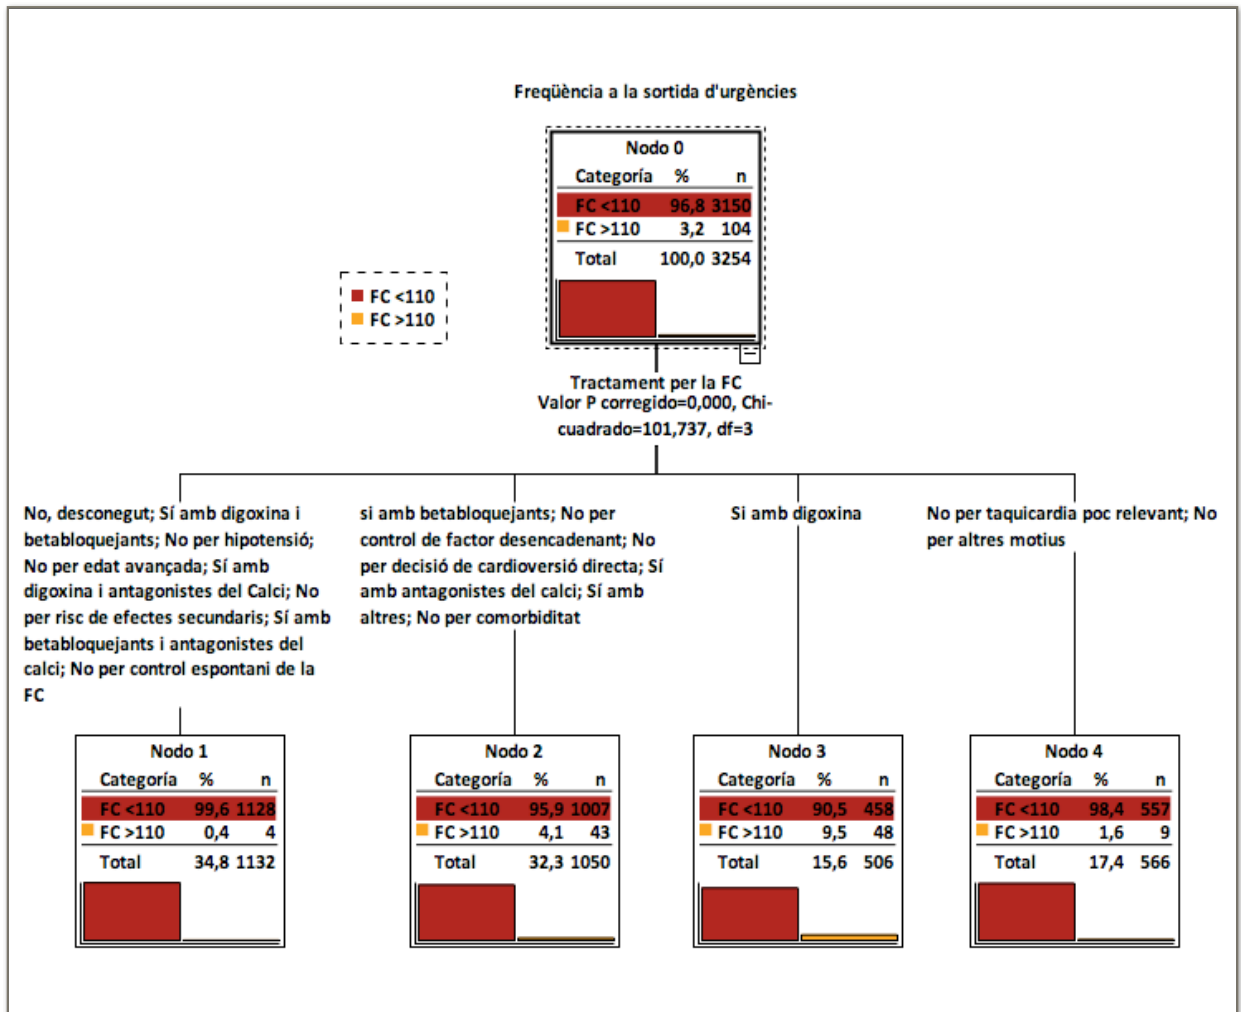 Freqüència a la sortida d'urgències
Nodo 0
Categoría % n
FC <110 96,8 3150
FC >110 3,2 104
Total 100,0 3254
FC <110
FC >110
Tractament per la FC
Valor P corregido=0,000, Chi-
cuadrado=101,737, df=3
No, desconegut; Sí amb digoxina i
betabloquejants; No per hipotensió;
No per edat avançada; Sí amb
digoxina i antagonistes del Calci; No
per risc de efectes secundaris; Sí amb
betabloquejants i antagonistes del
calci; No per control espontani de la
FC
si amb betabloquejants; No per
control de factor desencadenant; No
per decisió de cardioversió directa; Sí
amb antagonistes del calci; Sí amb
altres; No per comorbiditat
Si amb digoxina
No per taquicardia poc relevant; No
per altres motius
Nodo 1
Categoría % n
FC <110 99,6 1128
FC >110 0,4 4
Total 34,8 1132
Nodo 2
Categoría % n
FC <110 95,9 1007
FC >110 4,1 43
Total 32,3 1050
Nodo 3
Categoría % n
FC <110 90,5 458
FC >110 9,5 48
Total 15,6 506
Nodo 4
Categoría % n
FC <110 98,4 557
FC >110 1,6 9
Total 17,4 566